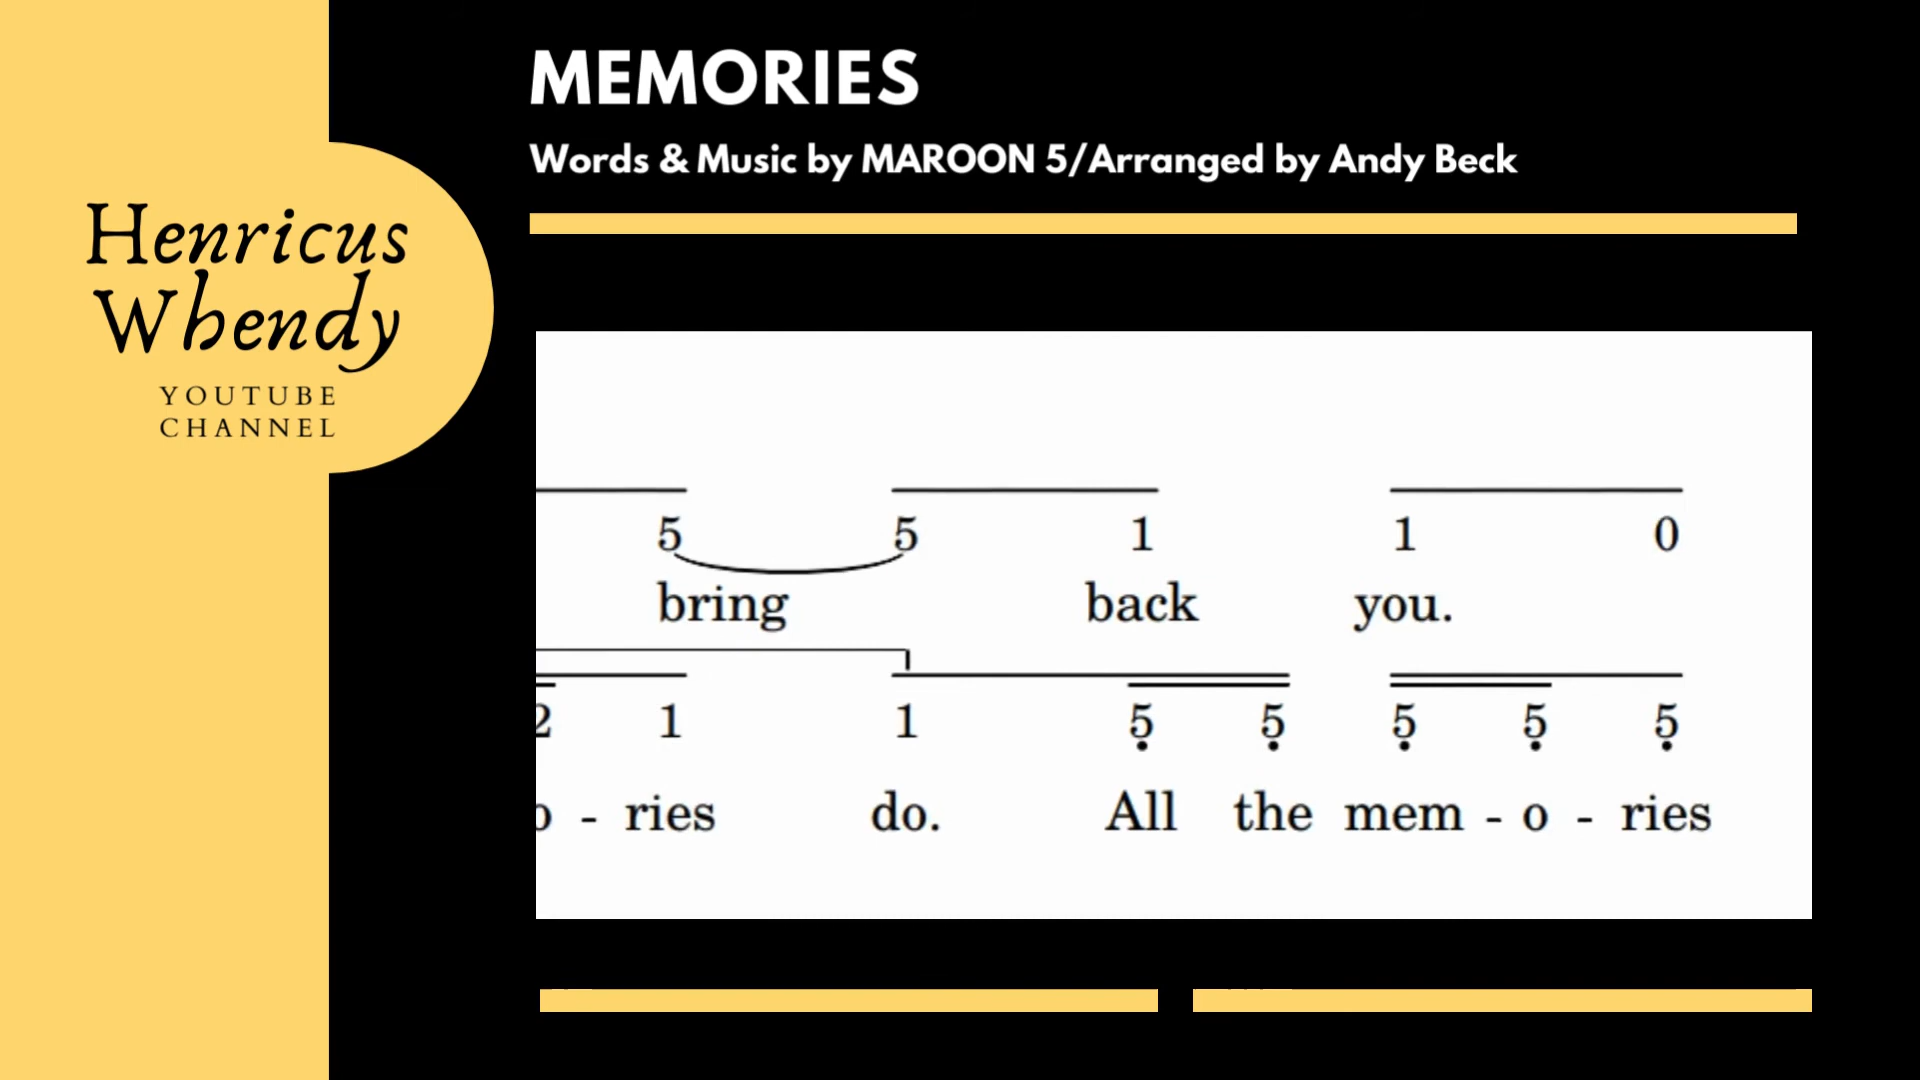 MEMORIES
Words & Music by MAROON 5/Arranged by Andy Beck
Henricus
Whendy
YOUTUBE
CHANNEL
5 5 1 1 0
bring back you.
2 1 1 5̣ 5̣ 5̣ 5̣ 5̣
o - ries do. All the mem - o - ries